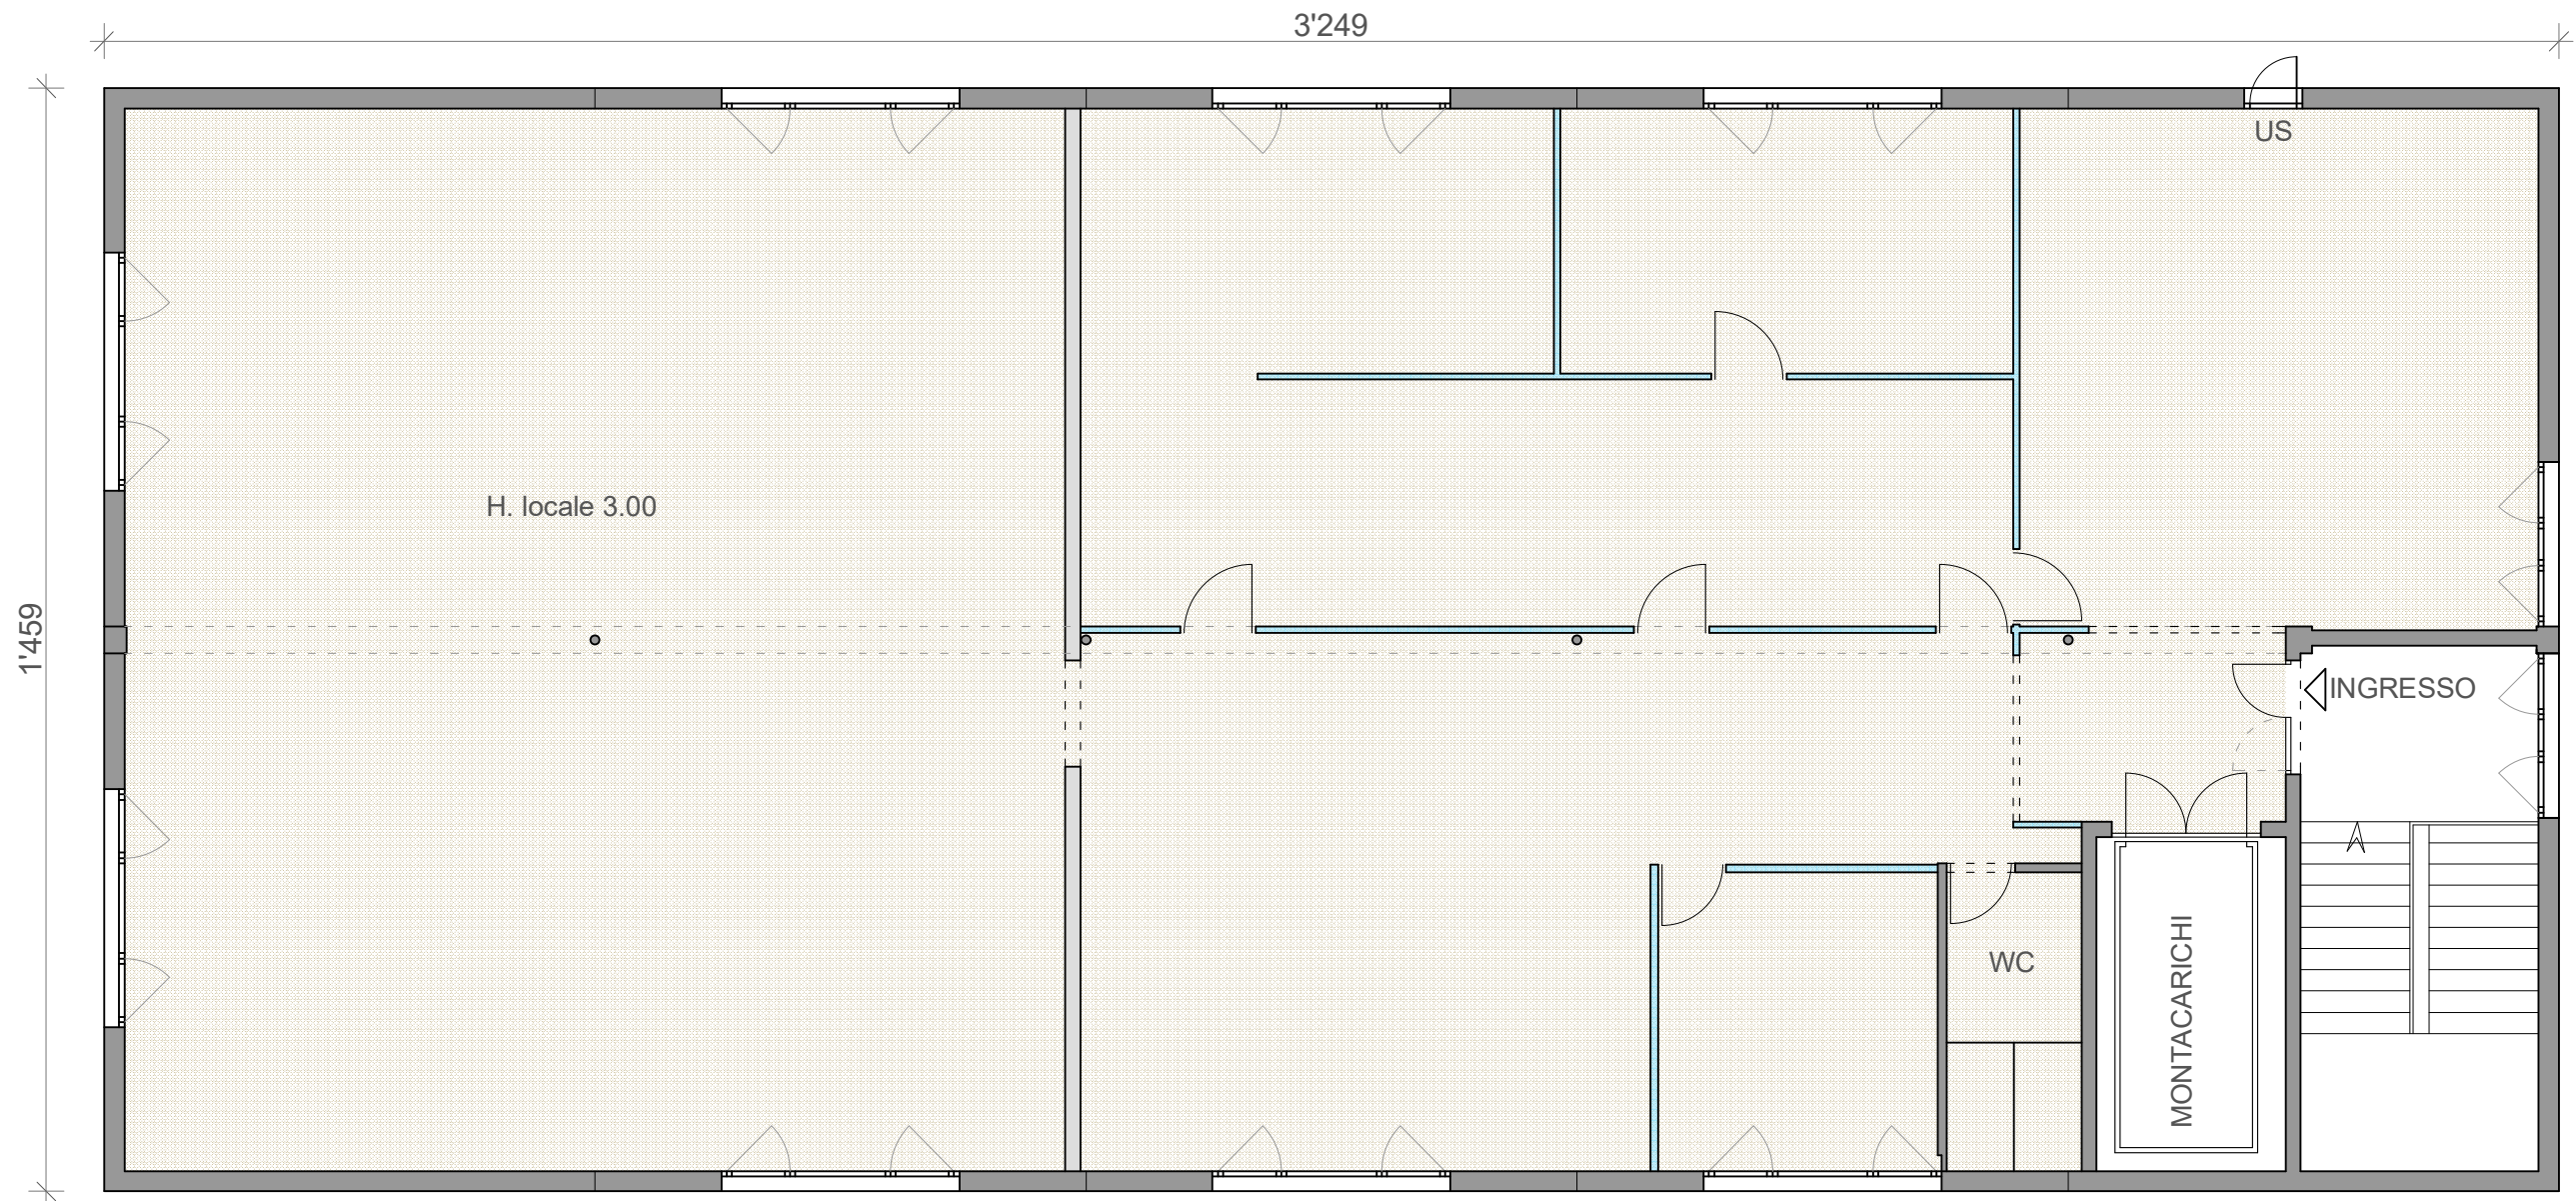 3'249
US
H. locale 3.00
1'459
INGRESSO
WC
MONTACARICHI